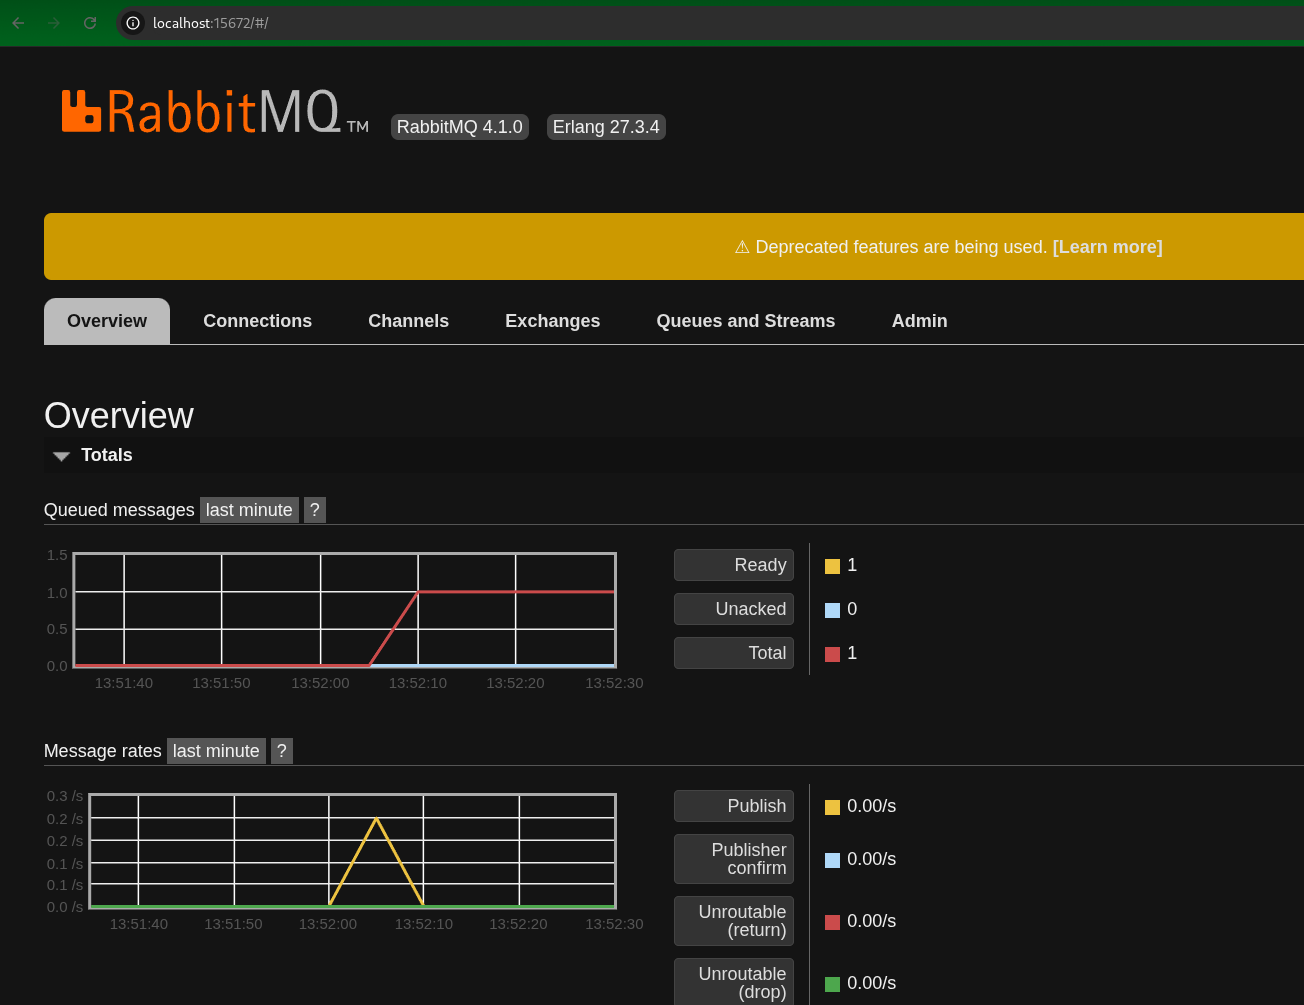 localhost:15672/#/
RabbitMQ TM RabbitMQ 4.1.0 Erlang 27.3.4
⚠ Deprecated features are being used. [Learn more]
Overview Connections Channels Exchanges Queues and Streams Admin
Overview
Totals
Queued messages last minute ?
1.5
1.0
0.5
0.0
13:51:40 13:51:50 13:52:00 13:52:10 13:52:20 13:52:30
Ready 1
Unacked 0
Total 1
Message rates last minute ?
0.3 /s
0.2 /s
0.2 /s
0.1 /s
0.1 /s
0.0 /s
13:51:40 13:51:50 13:52:00 13:52:10 13:52:20 13:52:30
Publish 0.00/s
Publisher
confirm 0.00/s
Unroutable
(return) 0.00/s
Unroutable
(drop) 0.00/s